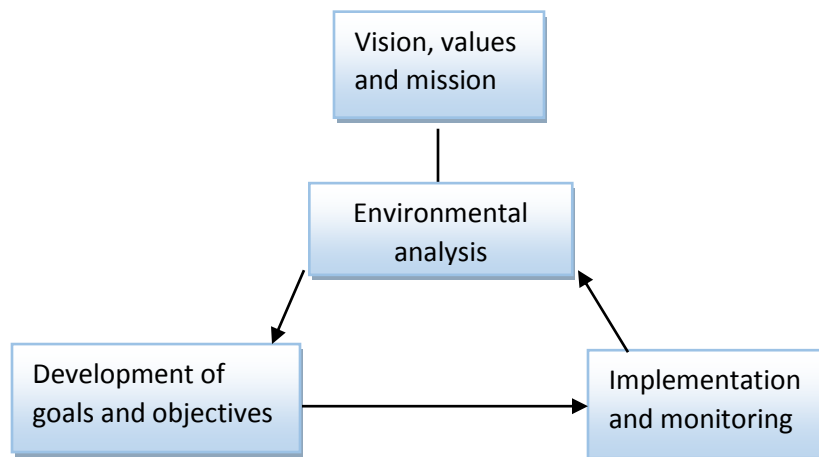 Vision, values
and mission
Environmental
analysis
Development of
goals and objectives
Implementation
and monitoring